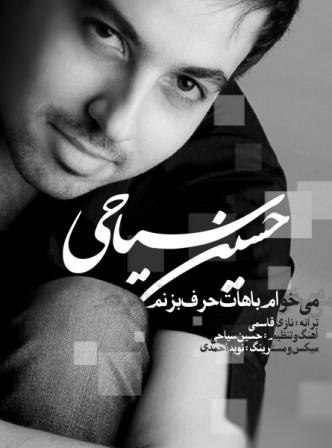 حسین سیاحی
می خوام باهات حرف بزنم
ترانه : نازی قاسمی
آهنگ و تنظیم : حسین سیاحی
میکس و مسترینگ : نوید احمدی